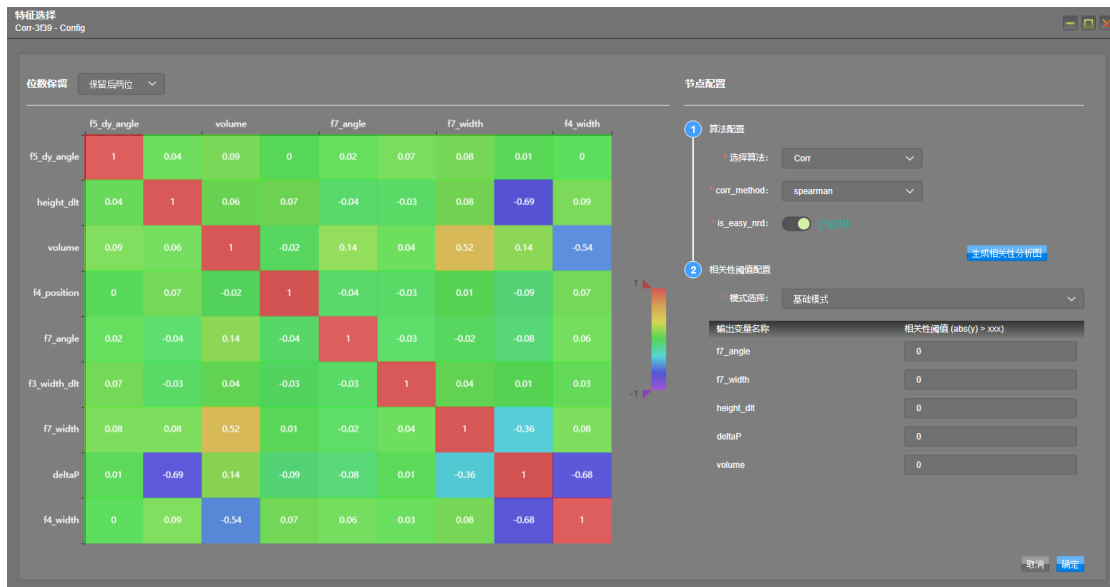 特征选择
Corr-3f39 - Config
位数保留 保留后两位
f5_dy_angle volume f7_angle f7_width f4_width
f5_dy_angle 1 0.04 0.09 0 0.02 0.07 0.08 0.01 0
height_dlt 0.04 1 0.06 0.07 -0.04 -0.03 0.08 -0.69 0.09
volume 0.09 0.06 1 -0.02 0.14 0.04 0.52 0.14 -0.54
f4_position 0 0.07 -0.02 1 -0.04 -0.03 0.01 -0.09 0.07
f7_angle 0.02 -0.04 0.14 -0.04 1 -0.03 -0.02 -0.08 0.06
f3_width_dlt 0.07 -0.03 0.04 -0.03 -0.03 1 0.04 0.01 0.03
f7_width 0.08 0.08 0.52 0.01 -0.02 0.04 1 -0.36 0.08
deltaP 0.01 -0.69 0.14 -0.09 -0.08 0.01 -0.36 1 -0.68
f4_width 0 0.09 -0.54 0.07 0.06 0.03 0.08 -0.68 1
1
-1
节点配置
1 算法配置
* 选择算法: Corr
* corr_method: spearman
* is_easy_nrd:
生成相关性分析图
2 相关性阈值配置
* 模式选择: 基础模式
输出变量名称 相关性阈值 (abs(y) > xxx)
f7_angle 0
f7_width 0
height_dlt 0
deltaP 0
volume 0
取消 确定